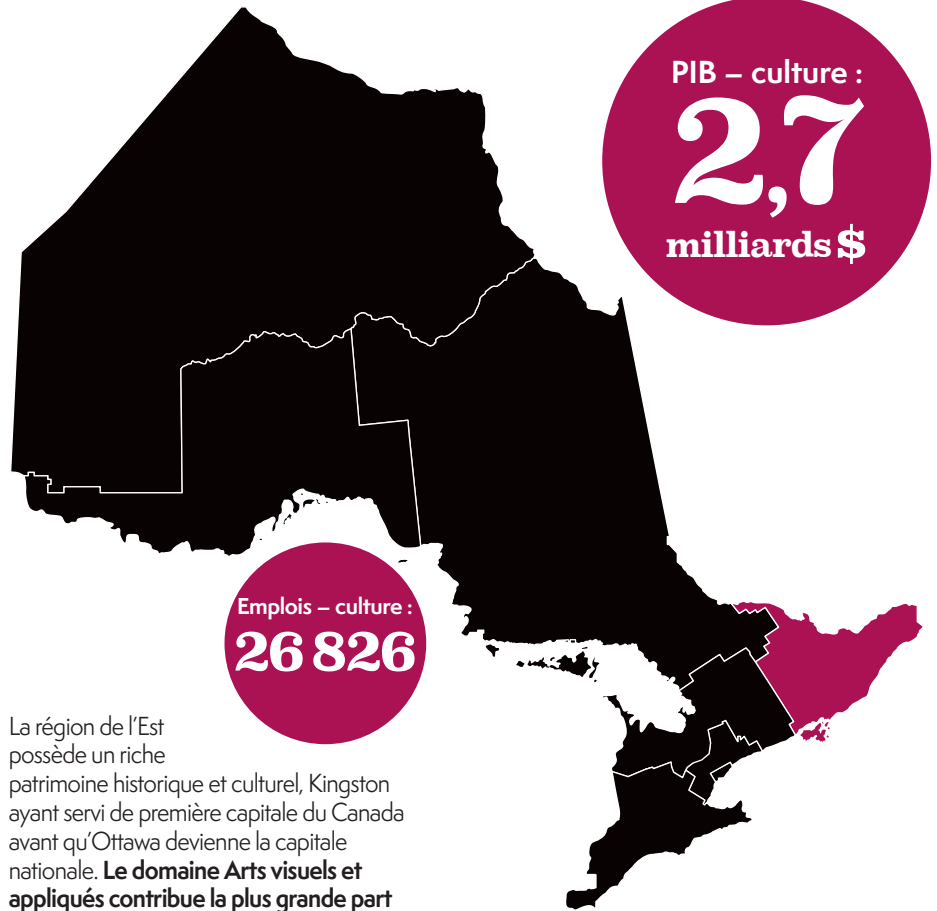 PIB – culture :
2,7
milliards $
Emplois – culture :
26 826
La région de l'Est
possède un riche
patrimoine historique et culturel, Kingston
ayant servi de première capitale du Canada
avant qu'Ottawa devienne la capitale
nationale. Le domaine Arts visuels et
appliqués contribue la plus grande part